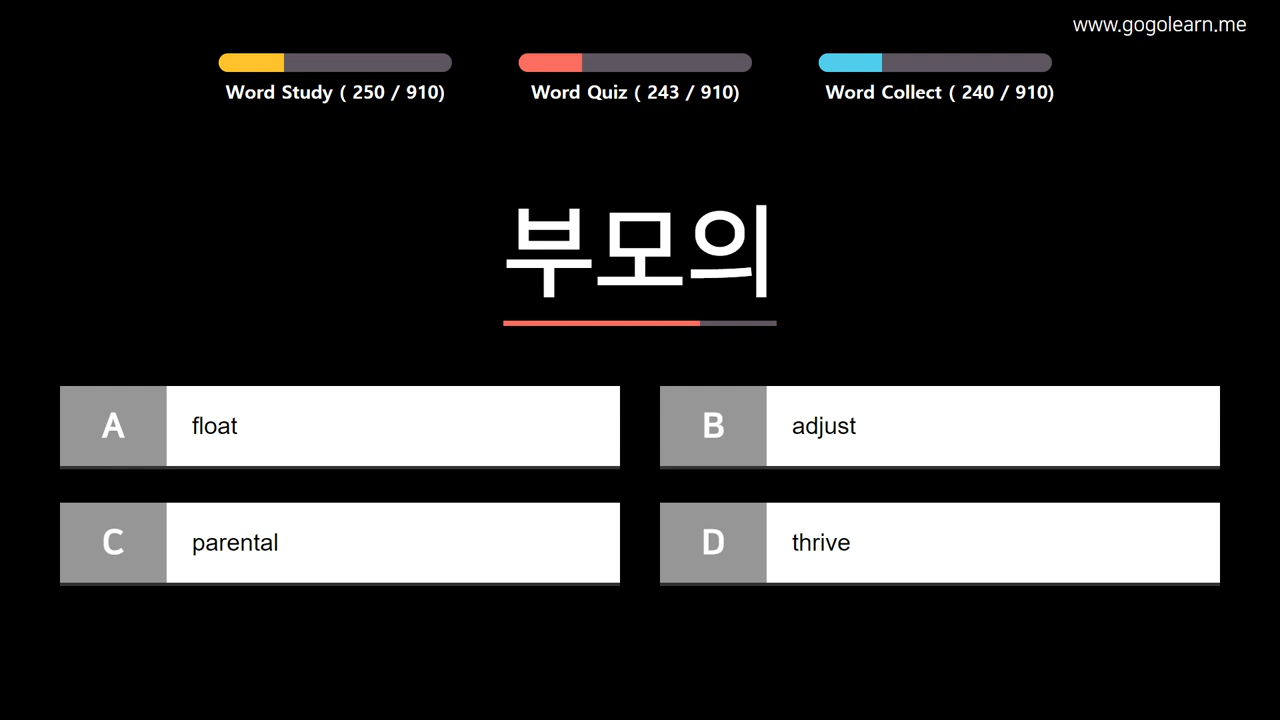 www.gogolearn.me
Word Study ( 250 / 910)
Word Quiz ( 243 / 910)
Word Collect ( 240 / 910)
부모의
A float
B adjust
C parental
D thrive